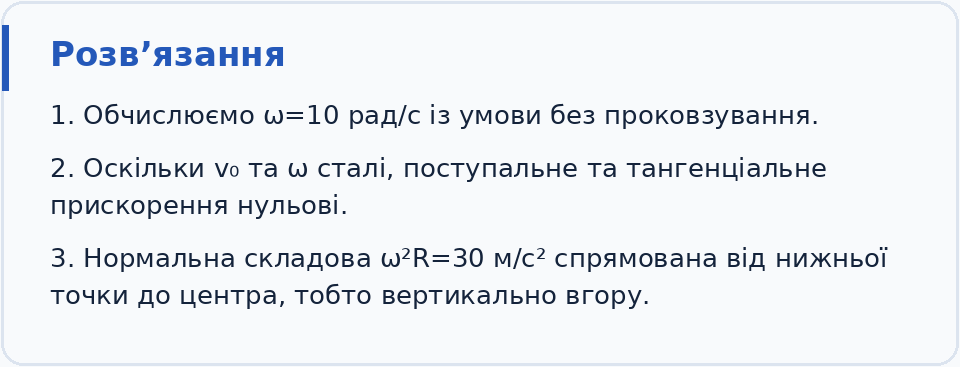 Розв’язання
1. Обчислюємо ω=10 рад/с із умови без проковзування.
2. Оскільки v₀ та ω сталі, поступальне та тангенціальне
прискорення нульові.
3. Нормальна складова ω²R=30 м/с² спрямована від нижньої
точки до центра, тобто вертикально вгору.